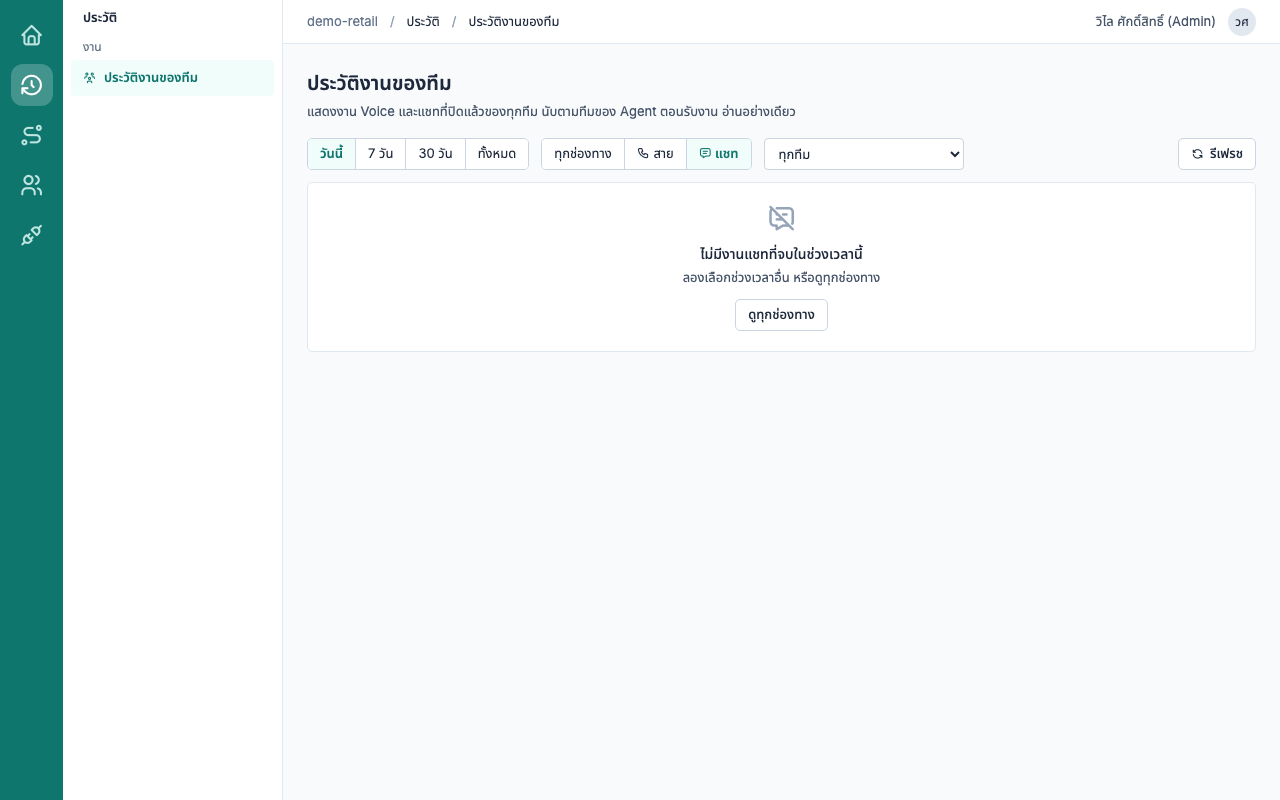 ประวัติ
งาน
ประวัติงานของทีม
demo-retail / ประวัติ / ประวัติงานของทีม
วิไล ศักดิ์สิทธิ์ (Admin) วศ
ประวัติงานของทีม
แสดงงาน Voice และแชทที่ปิดแล้วของทุกทีม นับตามทีมของ Agent ตอนรับงาน อ่านอย่างเดียว
วันนี้ 7 วัน 30 วัน ทั้งหมด ทุกช่องทาง สาย แชท ทุกทีม รีเฟรช
ไม่มีงานแชทที่จบในช่วงเวลานี้
ลองเลือกช่วงเวลาอื่น หรือดูทุกช่องทาง
ดูทุกช่องทาง